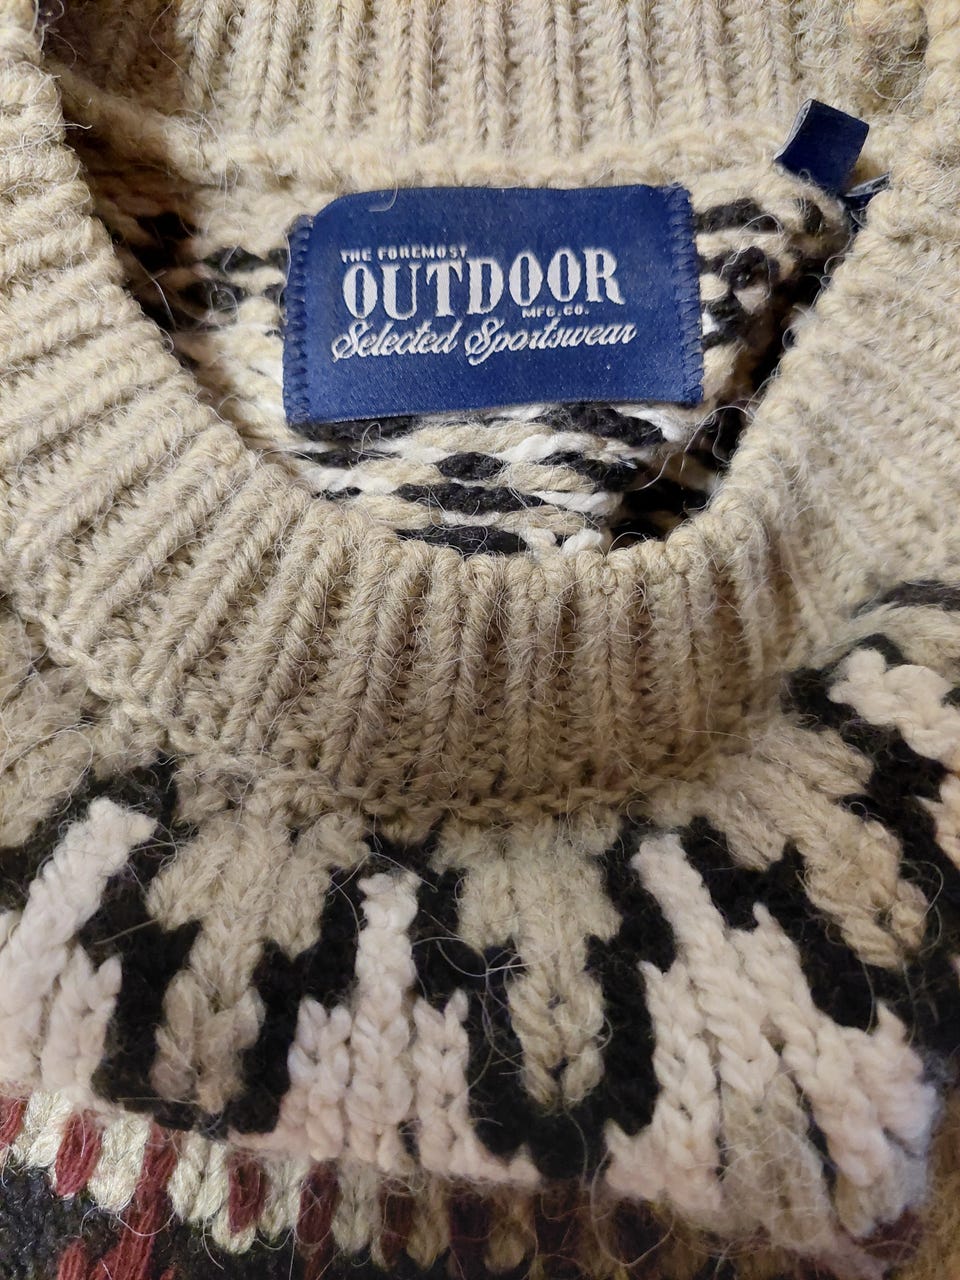 THE FOREMOST
OUTDOOR
MFG.CO.
Selected Sportswear